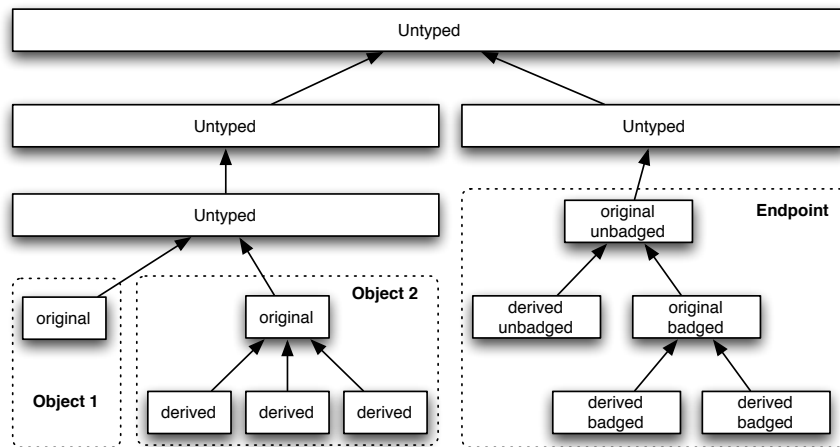 Untyped
Untyped
Untyped
Untyped
original
unbadged
Endpoint
Object 2
original
original
derived
unbadged
original
badged
Object 1
derived
derived
derived
derived
badged
derived
badged